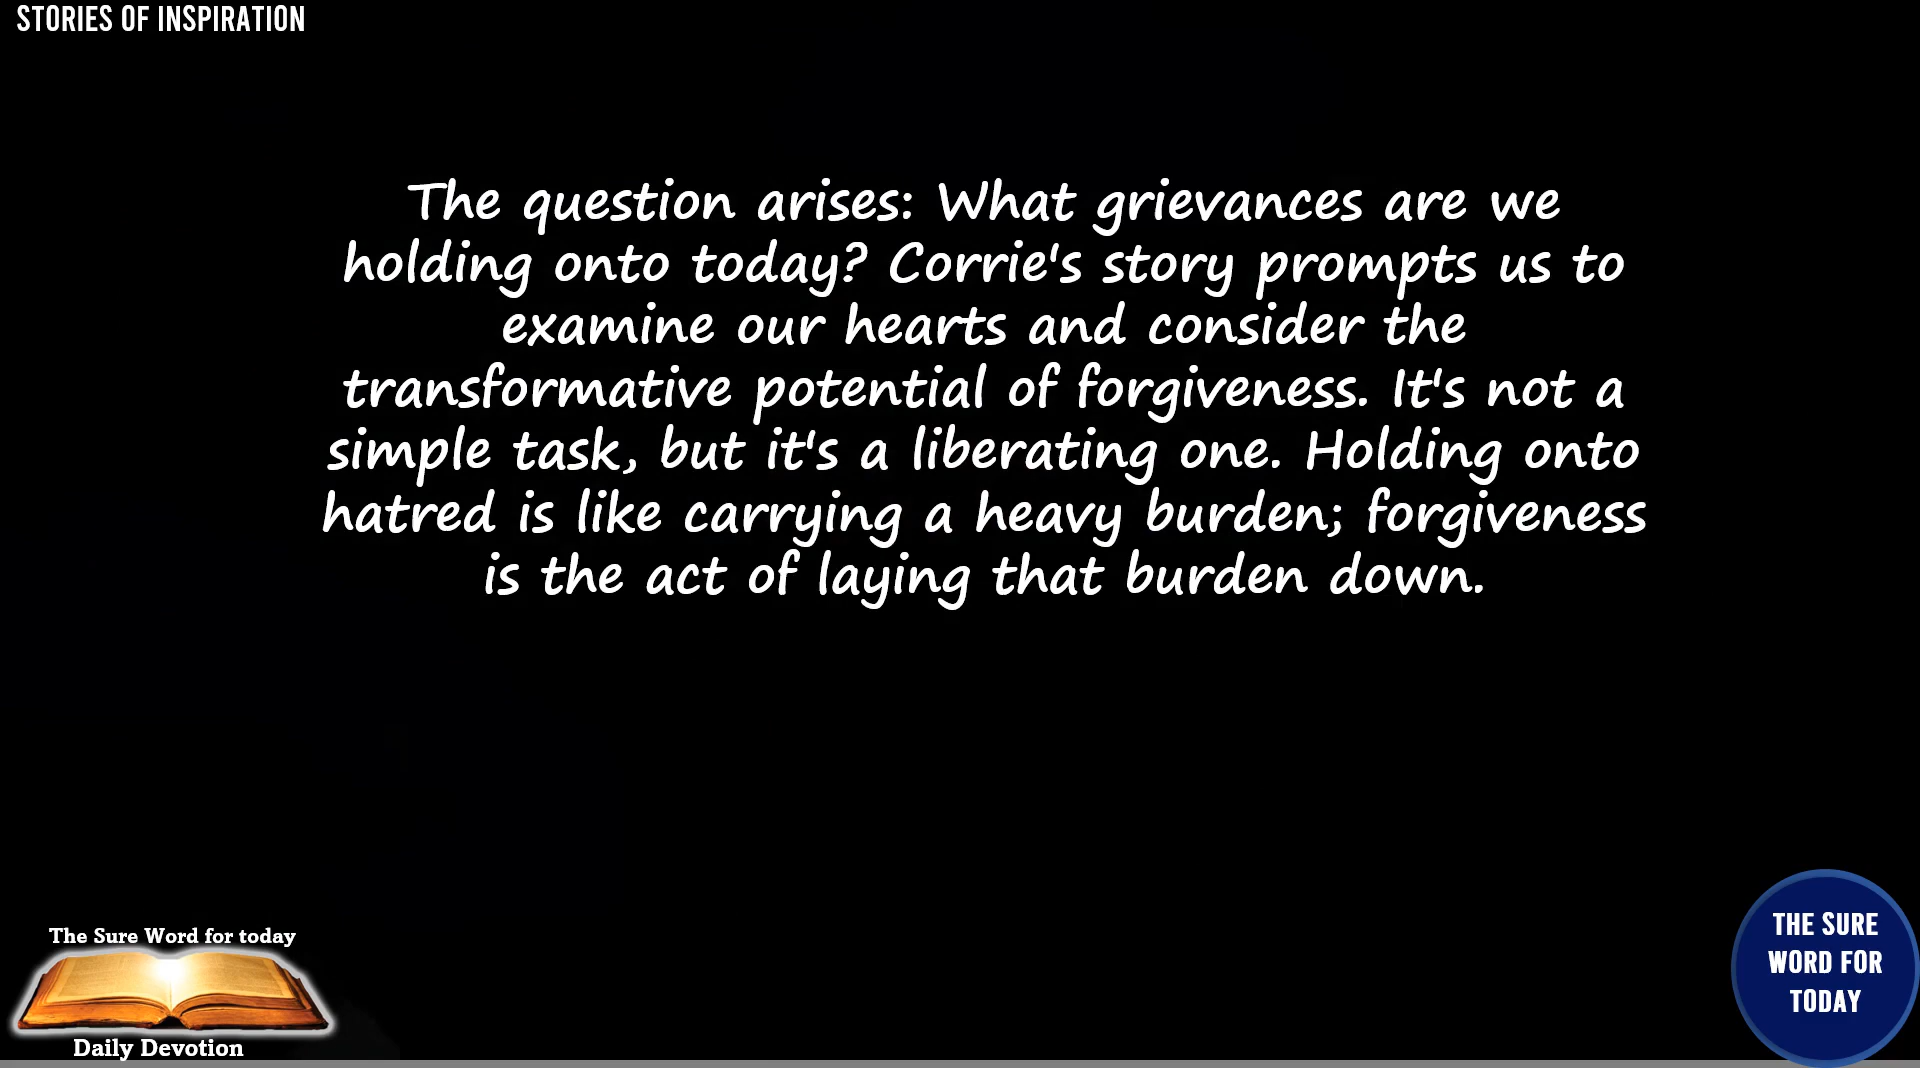 STORIES OF INSPIRATION
The question arises: What grievances are we
holding onto today? Corrie's story prompts us to
examine our hearts and consider the
transformative potential of forgiveness. It's not a
simple task, but it's a liberating one. Holding onto
hatred is like carrying a heavy burden; forgiveness
is the act of laying that burden down.
The Sure Word for today
Daily Devotion
THE SURE
WORD FOR
TODAY